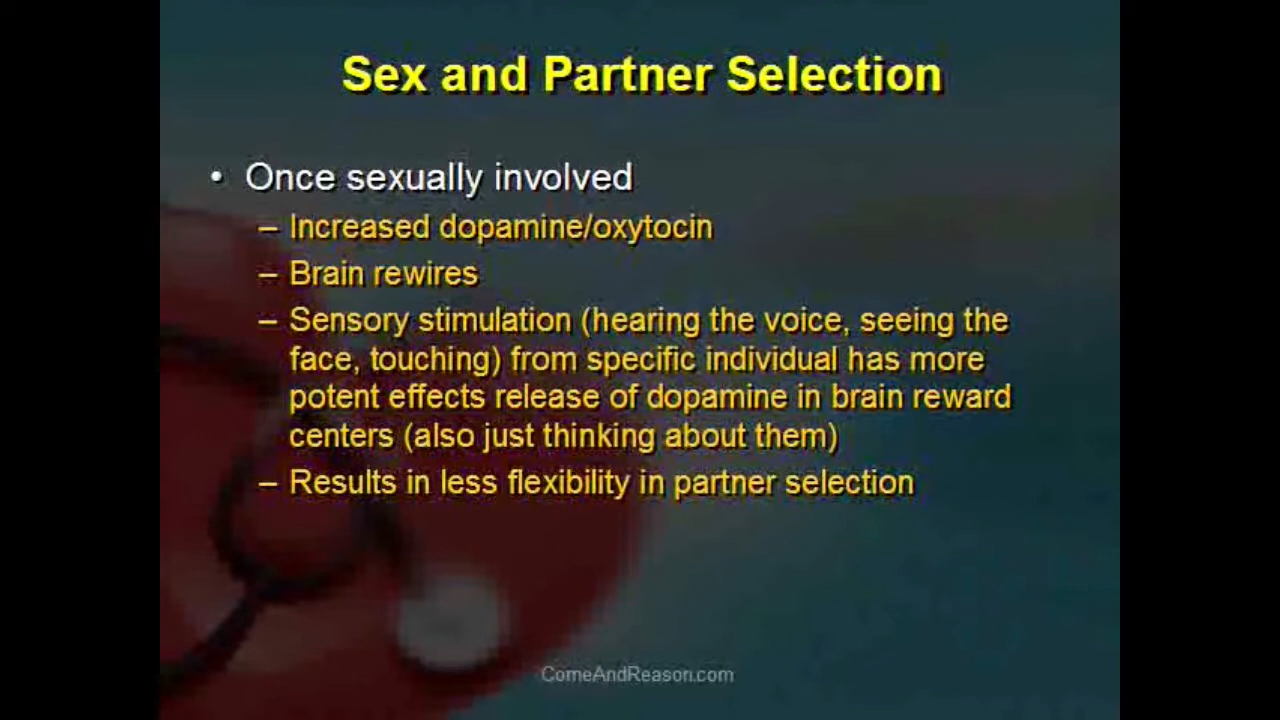 Sex and Partner Selection
• Once sexually involved
– Increased dopamine/oxytocin
– Brain rewires
– Sensory stimulation (hearing the voice, seeing the
face, touching) from specific individual has more
potent effects release of dopamine in brain reward
centers (also just thinking about them)
– Results in less flexibility in partner selection
ComeAndReason.com